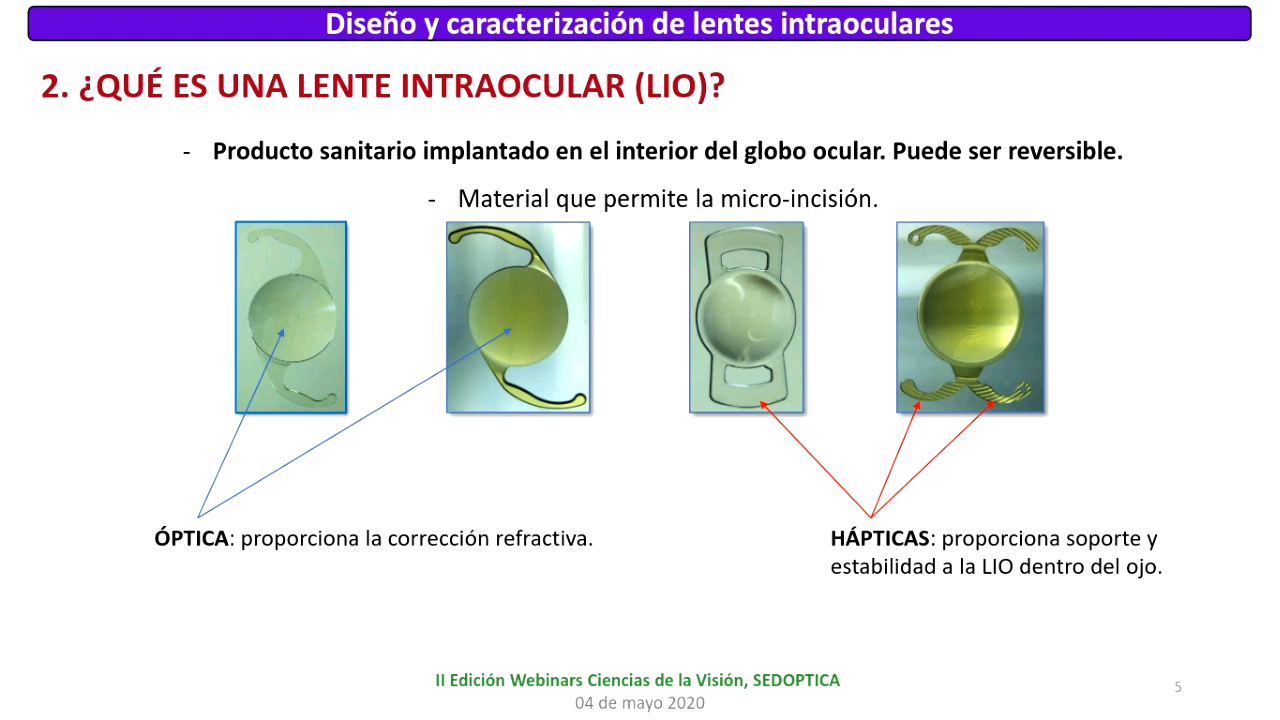 Diseño y caracterización de lentes intraoculares
2. ¿QUÉ ES UNA LENTE INTRAOCULAR (LIO)?
- Producto sanitario implantado en el interior del globo ocular. Puede ser reversible.
- Material que permite la micro-incisión.
ÓPTICA: proporciona la corrección refractiva.
HÁPTICAS: proporciona soporte y
estabilidad a la LIO dentro del ojo.
II Edición Webinars Ciencias de la Visión, SEDOPTICA
04 de mayo 2020
5